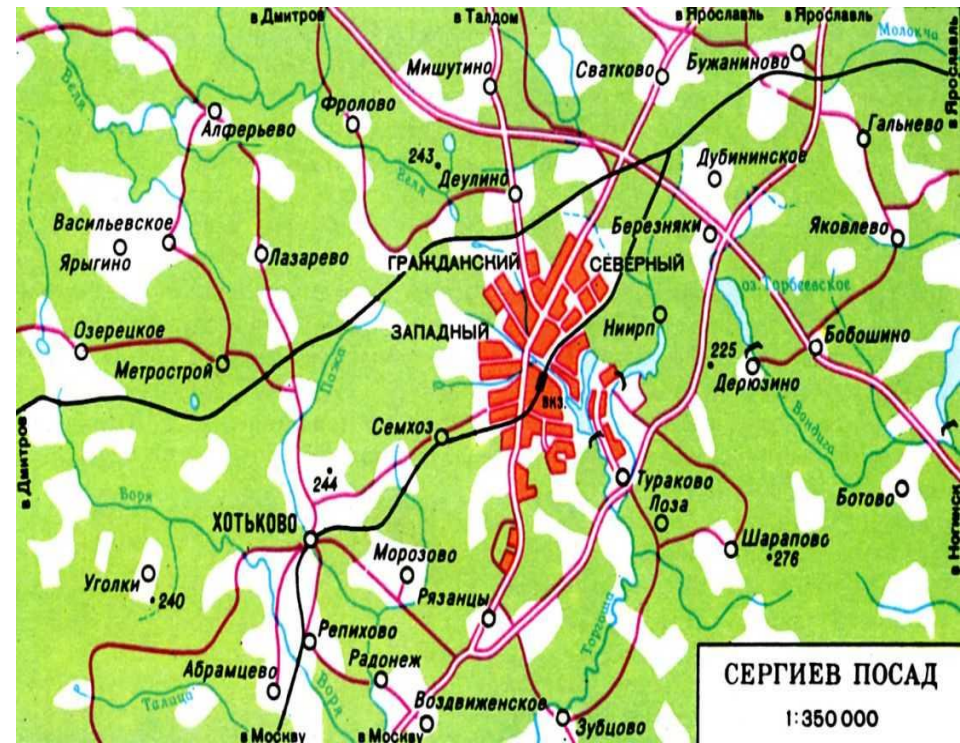 в Дмитров
в Талдом
в Ярославль
в Ярославль
Молокча
Мишутино
Сватково
Бужаниново
в Ярославль
Веля
Фролово
Алферьево
Гальнево
243
Деулино
Веля
Дубининское
Васильевское
Ярыгино
Лазарево
Березняки
Яковлево
ГРАЖДАНСКИЙ
СЕВЕРНЫЙ
оз. Торбеевское
ЗАПАДНЫЙ
Ниирп
Озерецкое
Метрострой
Пажа
225
Бобошино
Дерюзино
вкз.
Семхоз
Вондига
в Дмитров
244
Воря
Тураково
Ботово
ХОТЬКОВО
Лоза
Морозово
Шарапово
276
в Ногинск
Уголки
240
Рязанцы
Торгоша
Репихово
Абрамцево
Радонеж
Талица
Воря
Воздвиженское
Зубцово
в Москву
в Москву
СЕРГИЕВ ПОСАД
1:350 000